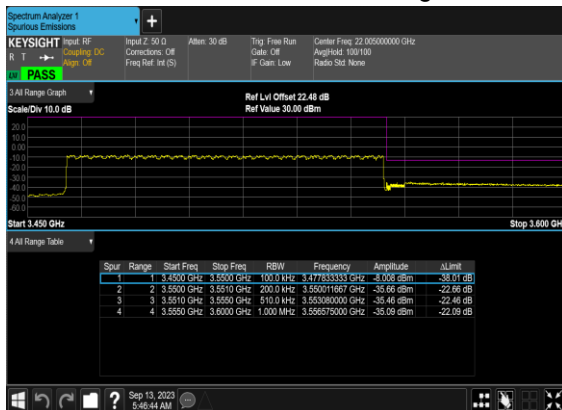 Spectrum Analyzer 1
Spurious Emissions
KEYSIGHT Input: RF Input Z: 50 Ω Atten: 30 dB Trig: Free Run Center Freq: 22.005000000 GHz
R T Coupling: DC Corrections: Off Gate: Off Avg|Hold: 100/100
Align: Off Freq Ref: Int (S) IF Gain: Low Radio Std: None
PASS
3 All Range Graph
Ref Lvl Offset 22.48 dB
Scale/Div 10.0 dB Ref Value 30.00 dBm
20.0
10.0
0.00
-10.0
-20.0
-30.0
-40.0
-50.0
-60.0
Start 3.450 GHz Stop 3.600 GH
4 All Range Table
Spur Range Start Freq Stop Freq RBW Frequency Amplitude ΔLimit
1 1 3.4500 GHz 3.5500 GHz 100.0 kHz 3.477833333 GHz -8.008 dBm -38.01 dB
2 2 3.5500 GHz 3.5510 GHz 200.0 kHz 3.550011667 GHz -35.66 dBm -22.66 dB
3 3 3.5510 GHz 3.5550 GHz 510.0 kHz 3.553080000 GHz -35.46 dBm -22.46 dB
4 4 3.5550 GHz 3.6000 GHz 1.000 MHz 3.556575000 GHz -35.09 dBm -22.09 dB
Sep 13, 2023
5:46:44 AM